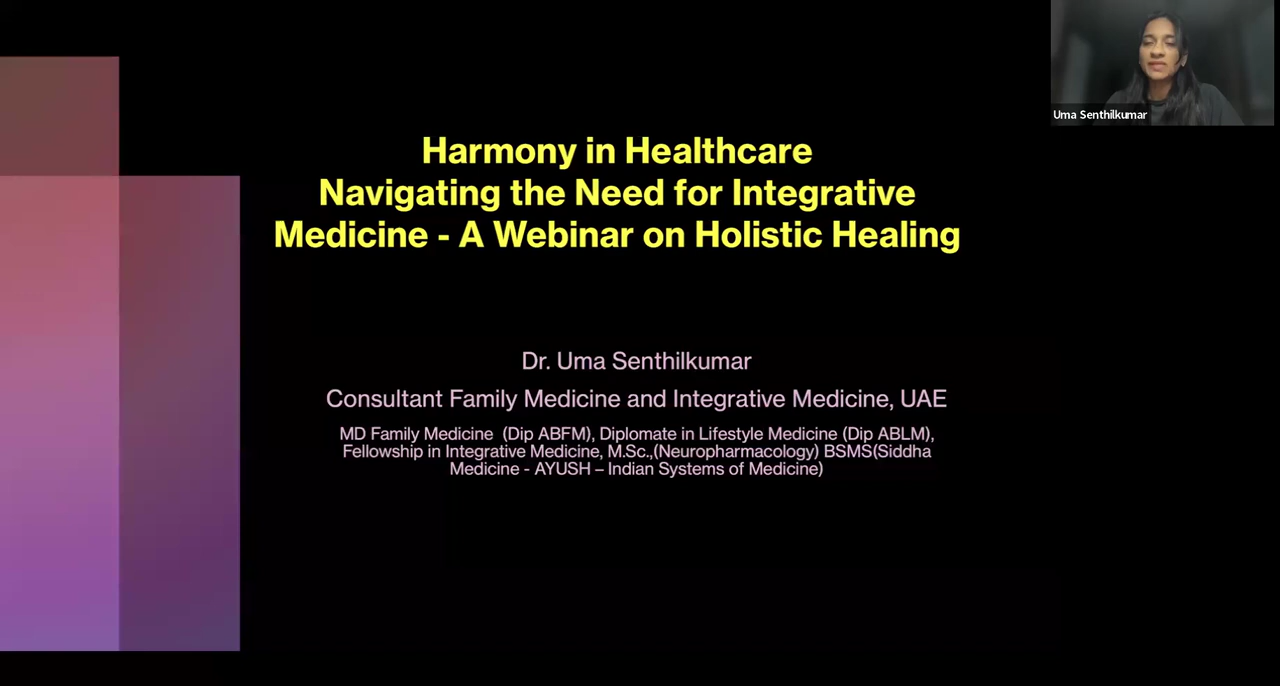 Uma Senthilkumar
Harmony in Healthcare
Navigating the Need for Integrative
Medicine - A Webinar on Holistic Healing
Dr. Uma Senthilkumar
Consultant Family Medicine and Integrative Medicine, UAE
MD Family Medicine (Dip ABFM), Diplomate in Lifestyle Medicine (Dip ABLM),
Fellowship in Integrative Medicine, M.Sc.,(Neuropharmacology) BSMS(Siddha
Medicine - AYUSH – Indian Systems of Medicine)